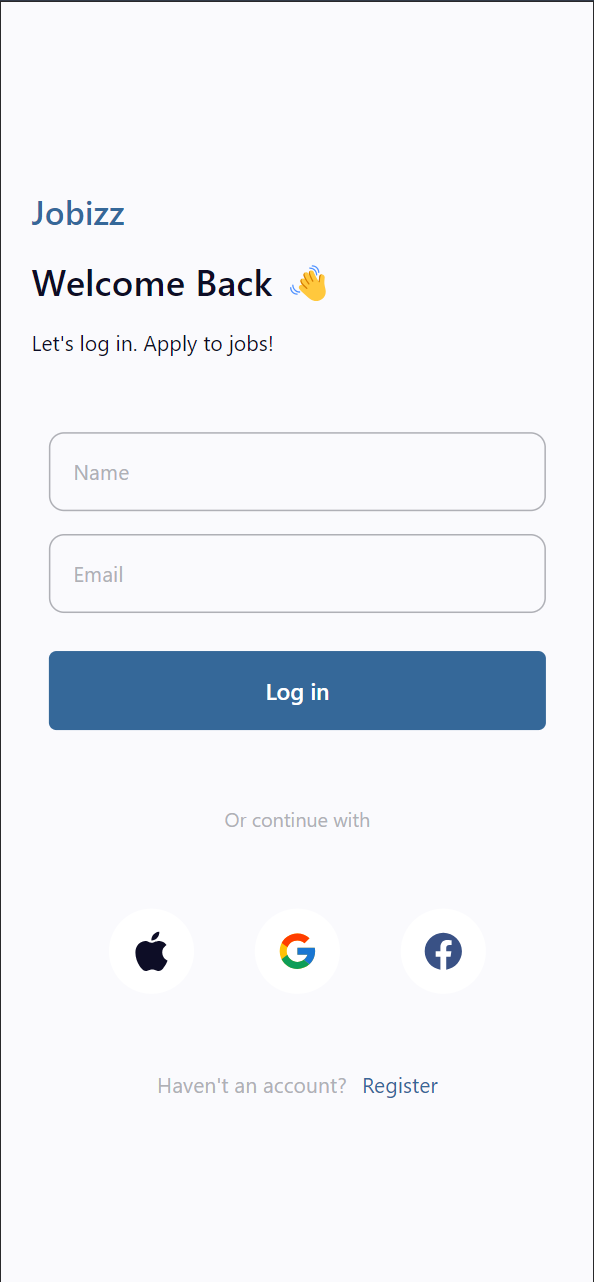 Jobizz
Welcome Back 👋
Let's log in. Apply to jobs!
Name
Email
Log in
Or continue with
Haven't an account? Register